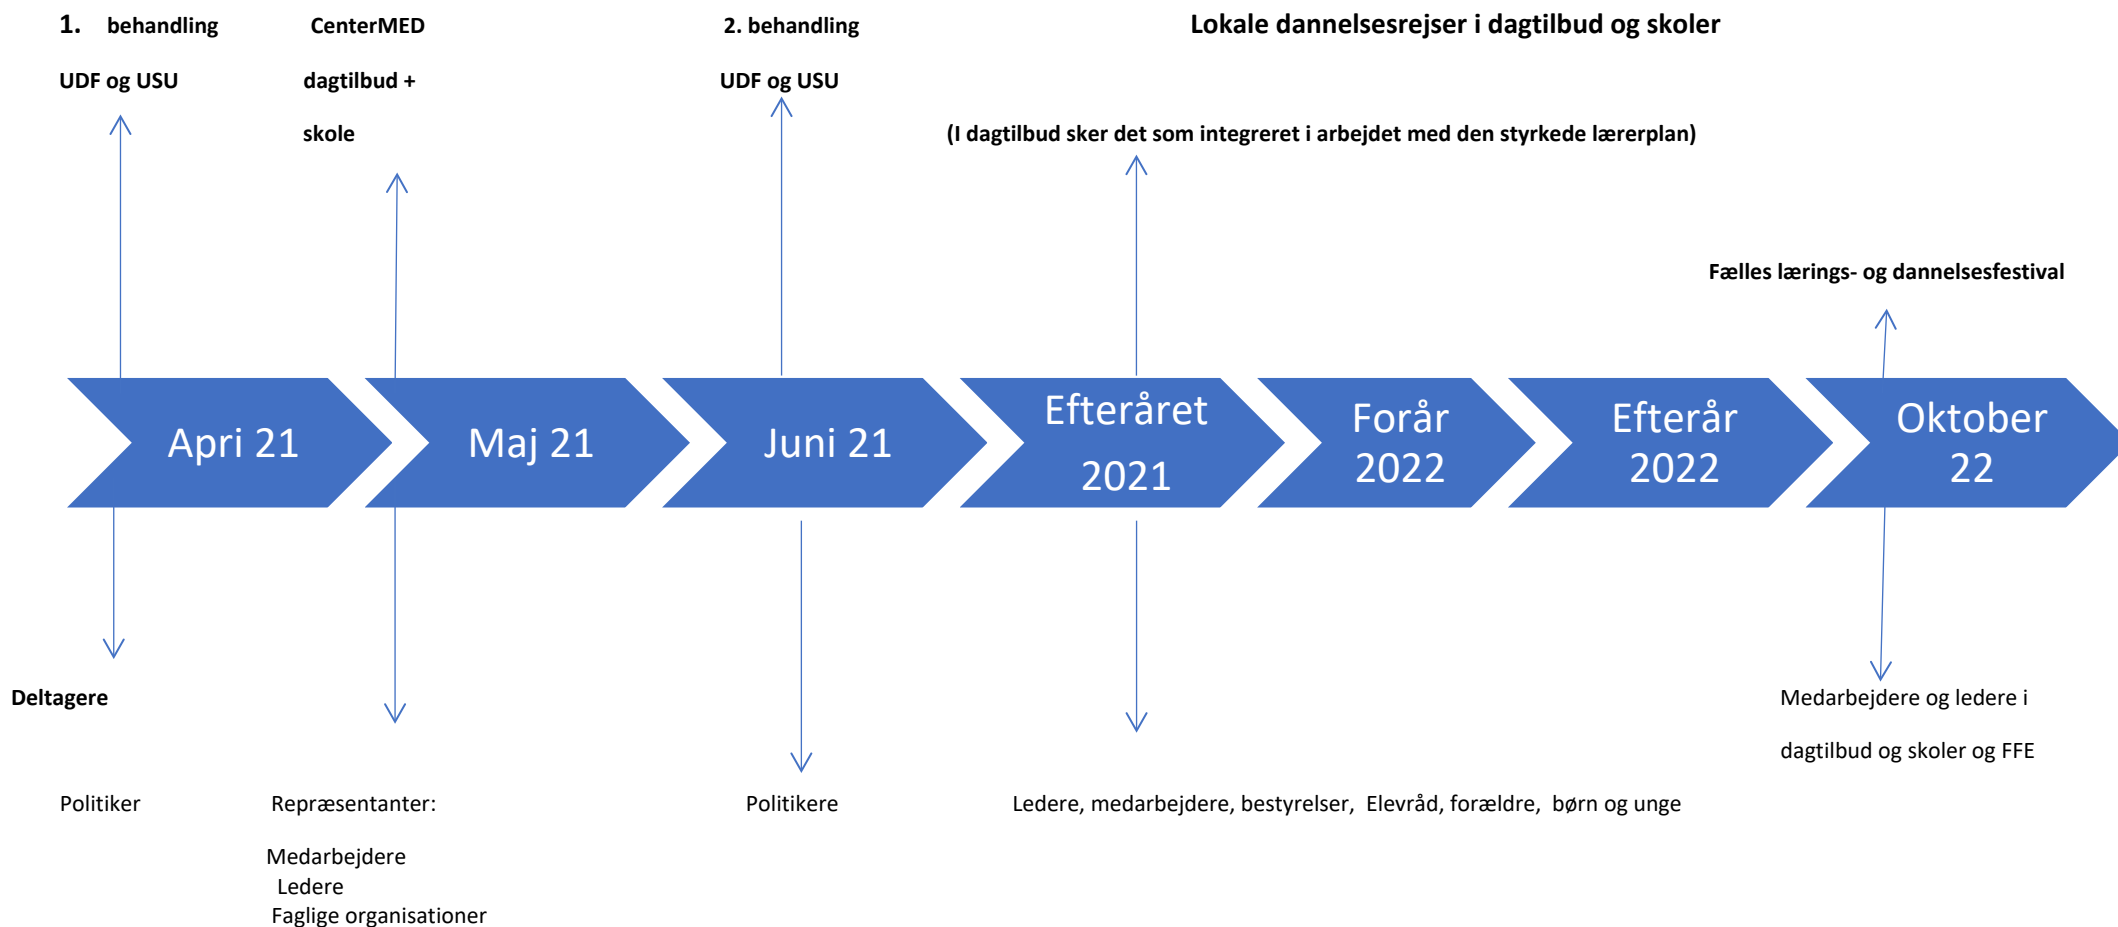 1. behandling CenterMED 2. behandling Lokale dannelsesrejser i dagtilbud og skoler
UDF og USU dagtilbud + UDF og USU
skole (I dagtilbud sker det som integreret i arbejdet med den styrkede lærerplan)
Fælles lærings- og dannelsesfestival
Apri 21
Maj 21
Juni 21
Efteråret
2021
Forår
2022
Efterår
2022
Oktober
22
Deltagere Medarbejdere og ledere i
dagtilbud og skoler og FFE
Politiker Repræsentanter: Politikere Ledere, medarbejdere, bestyrelser, Elevråd, forældre, børn og unge
Medarbejdere
Ledere
Faglige organisationer